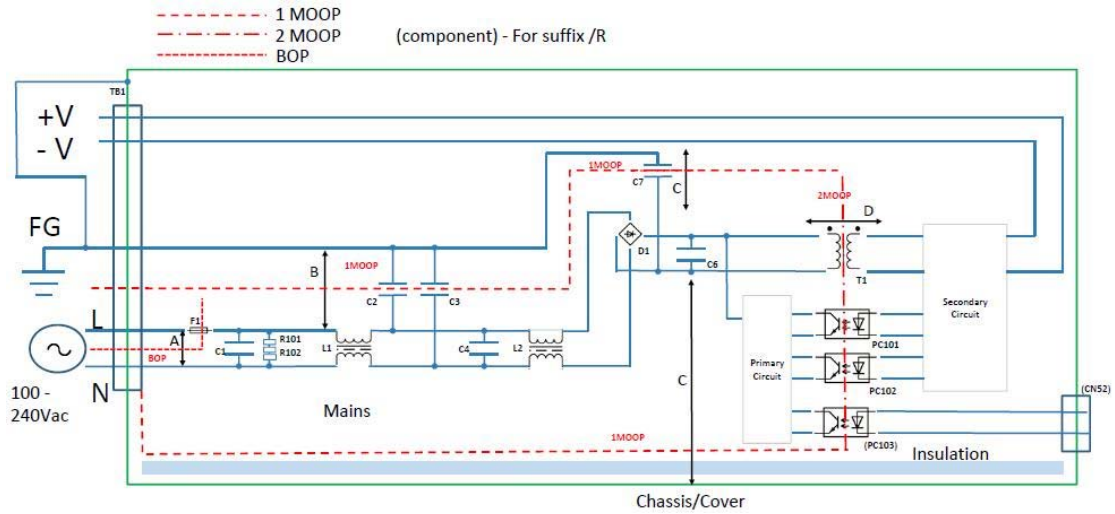 1 MOOP
2 MOOP
(component) - For suffix /R
BOP
TB1
+V
- V
1MOOP
C7
C
2MOOP
D
FG
B
D1
C6
T1
1MOOP
C2
C3
Secondary
Circuit
L
F1
A
R101
R102
C1
L1
C4
L2
PC101
BOP
N
C
Primary
Circuit
PC102
100 -
240Vac
Mains
(CN52)
1MOOP
(PC103)
Insulation
Chassis/Cover